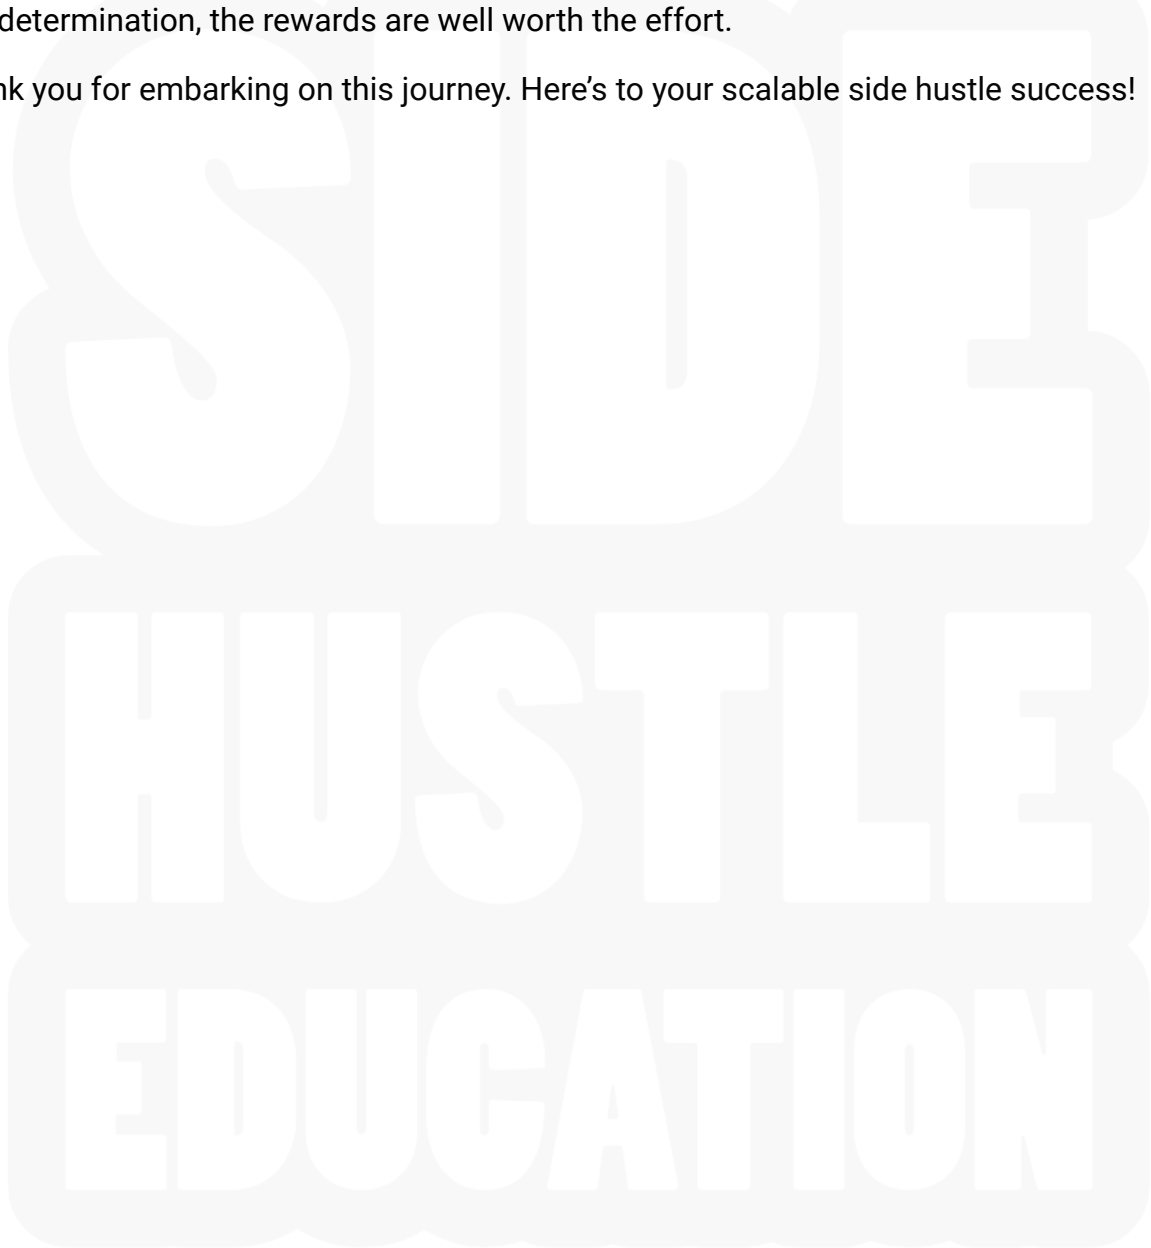 determination, the rewards are well worth the effort.
nk you for embarking on this journey. Here’s to your scalable side hustle success!
SIDE
HUSTLE
EDUCATION